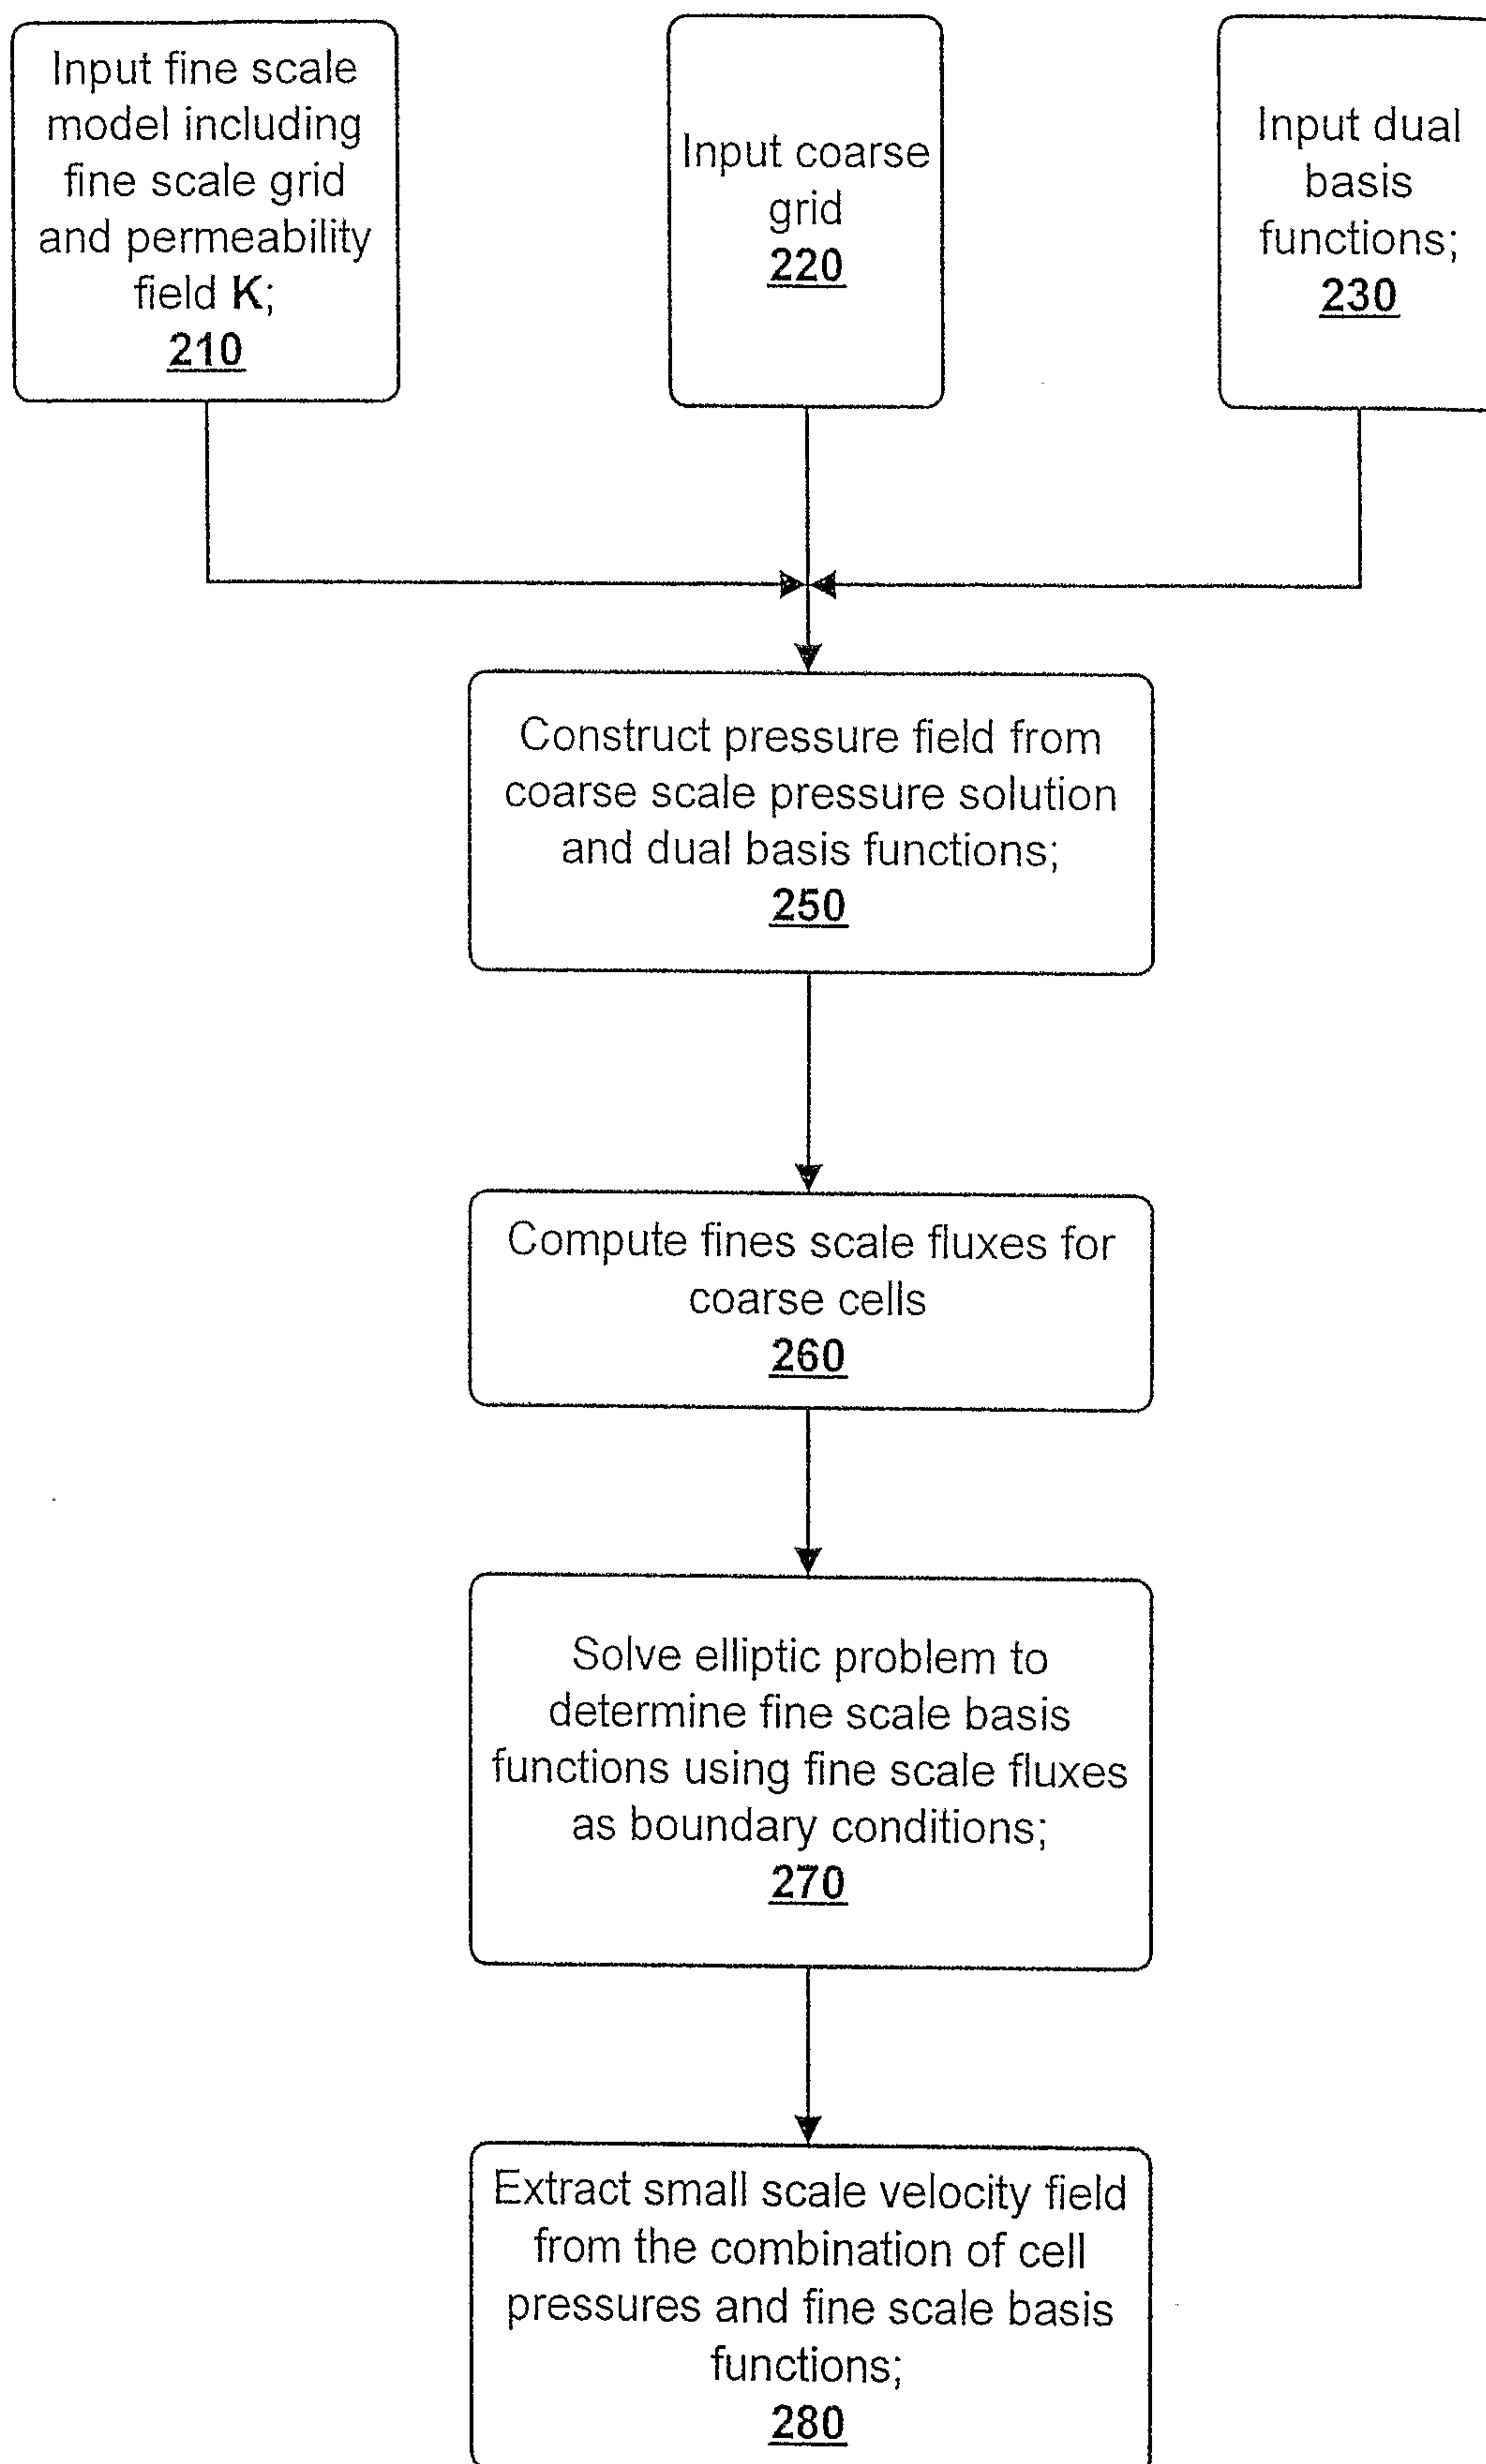 Input fine scale
model including
fine scale grid
and permeability
field K;
210
Input coarse
grid
220
Input dual
basis
functions;
230
Construct pressure field from
coarse scale pressure solution
and dual basis functions;
250
Compute fines scale fluxes for
coarse cells
260
Solve elliptic problem to
determine fine scale basis
functions using fine scale fluxes
as boundary conditions;
270
Extract small scale velocity field
from the combination of cell
pressures and fine scale basis
functions;
280